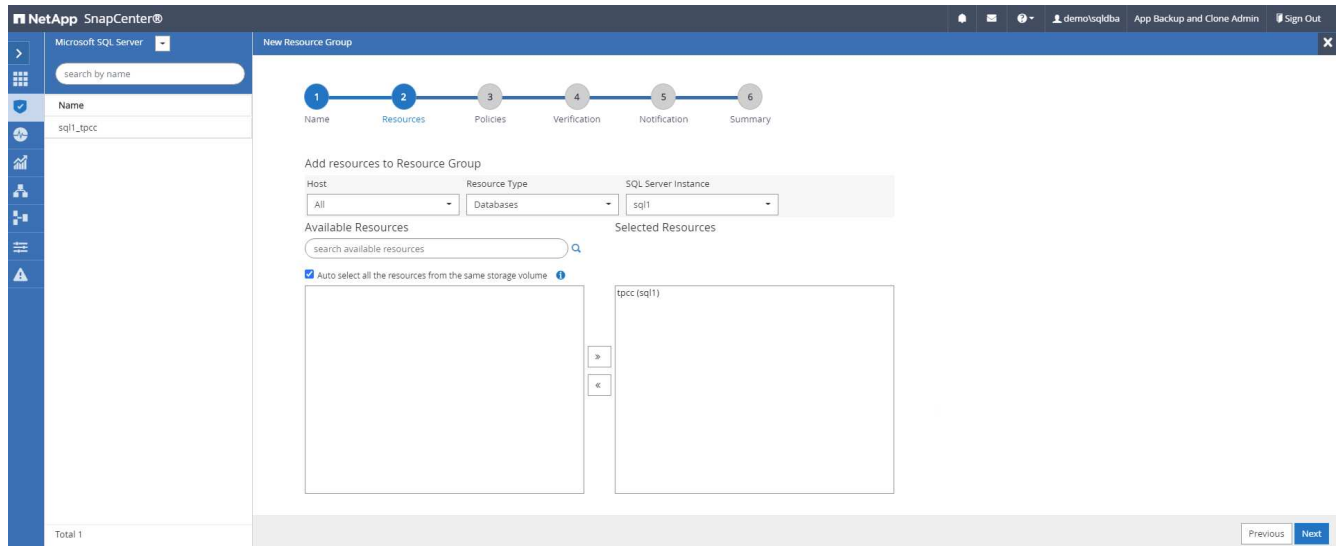 NetApp SnapCenter®
demo\sqldba App Backup and Clone Admin Sign Out
Microsoft SQL Server
New Resource Group
search by name
Name
sql1_tpcc
1 2 3 4 5 6
Name Resources Policies Verification Notification Summary
Add resources to Resource Group
Host Resource Type SQL Server Instance
All Databases sql1
Available Resources Selected Resources
search available resources
Auto select all the resources from the same storage volume
tpcc (sql1)
Total 1
Previous Next